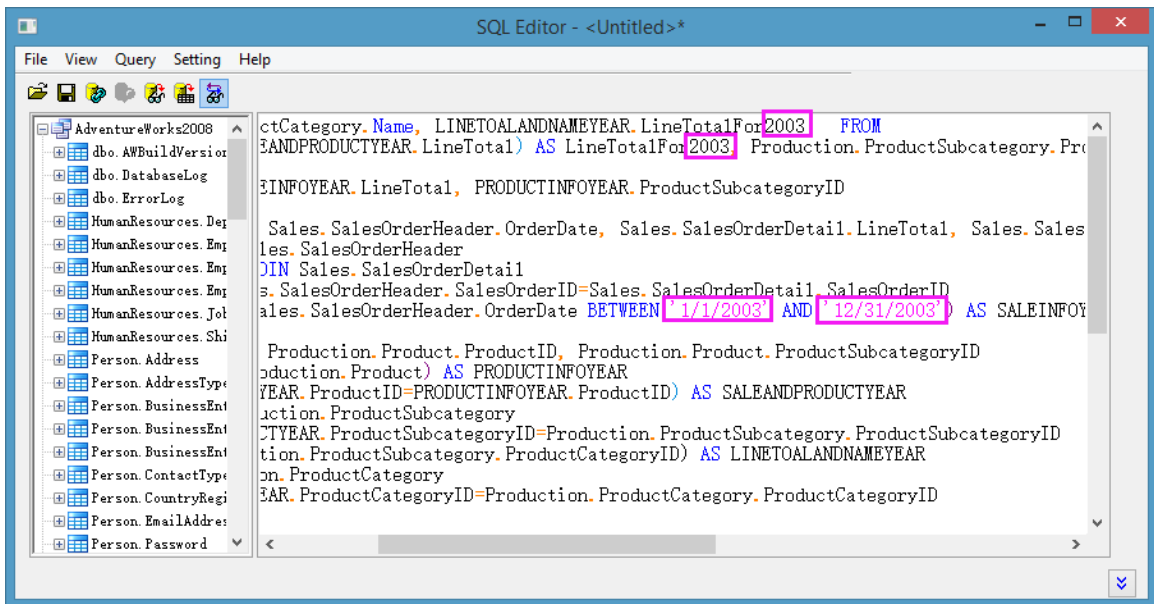 SQL Editor - <Untitled>*
File View Query Setting Help
AdventureWorks2008
dbo.AWBuildVersion
dbo.DatabaseLog
dbo.ErrorLog
HumanResources.Dep
HumanResources.Emp
HumanResources.Emp
HumanResources.Emp
HumanResources.Job
HumanResources.Shi
Person.Address
Person.AddressType
Person.BusinessEnt
Person.BusinessEnt
Person.BusinessEnt
Person.ContactType
Person.CountryRegi
Person.EmailAddres
Person.Password
ctCategory.Name, LINETOALANDNAMEYEAR.LineTotalFor2003 FROM
EANDPRODUCTYEAR.LineTotal) AS LineTotalFor2003, Production.ProductSubcategory.Pro
EINFOYEAR.LineTotal, PRODUCTINFOYEAR.ProductSubcategoryID
Sales.SalesOrderHeader.OrderDate, Sales.SalesOrderDetail.LineTotal, Sales.Sales
les.SalesOrderHeader
OIN Sales.SalesOrderDetail
s.SalesOrderHeader.SalesOrderID=Sales.SalesOrderDetail.SalesOrderID
ales.SalesOrderHeader.OrderDate BETWEEN '1/1/2003' AND '12/31/2003') AS SALEINFOY
Production.Product.ProductID, Production.Product.ProductSubcategoryID
oduction.Product) AS PRODUCTINFOYEAR
YEAR.ProductID=PRODUCTINFOYEAR.ProductID) AS SALEANDPRODUCTYEAR
uction.ProductSubcategory
CTYEAR.ProductSubcategoryID=Production.ProductSubcategory.ProductSubcategoryID
tion.ProductSubcategory.ProductCategoryID) AS LINETOALANDNAMEYEAR
on.ProductCategory
EAR.ProductCategoryID=Production.ProductCategory.ProductCategoryID